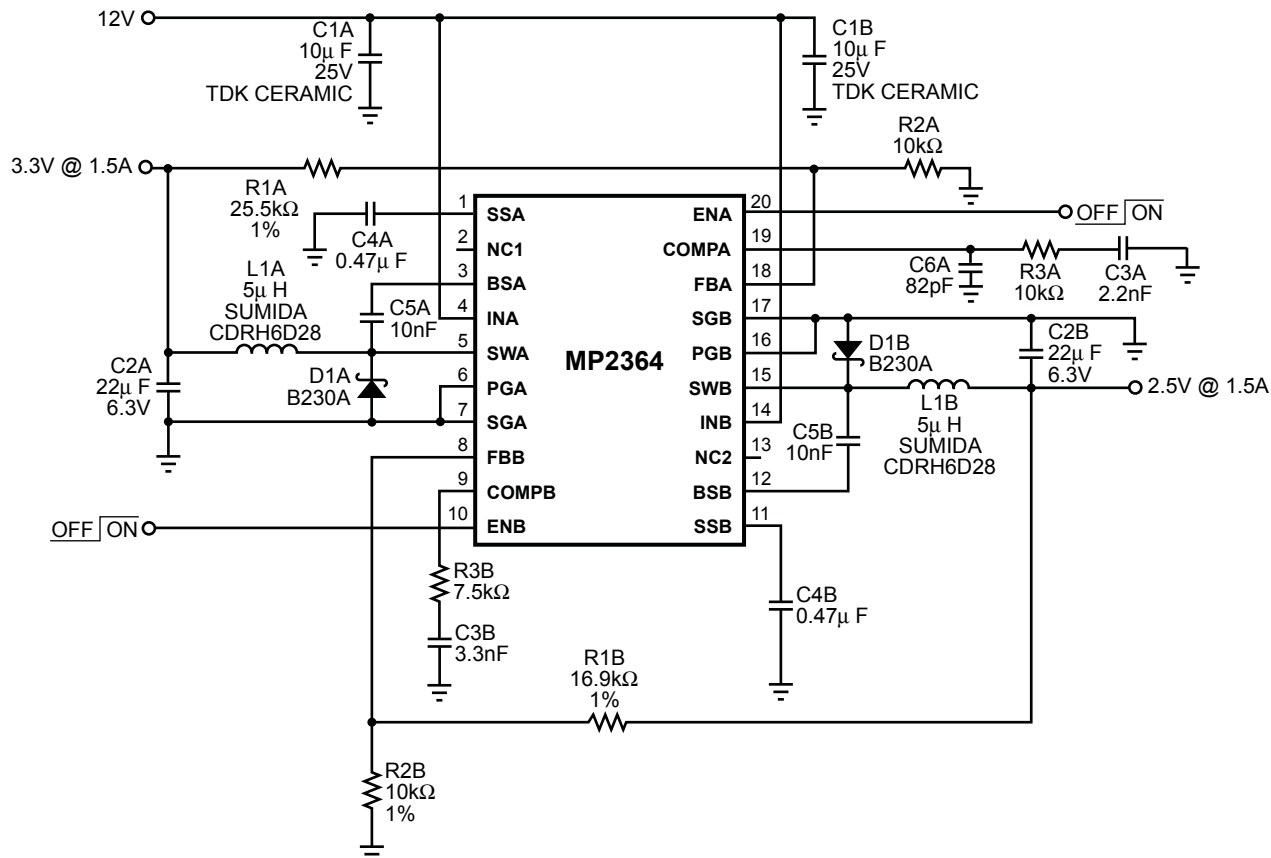 12V
C1A
10μ F
25V
TDK CERAMIC
C1B
10μ F
25V
TDK CERAMIC
R2A
10kΩ
3.3V @ 1.5A
R1A
25.5kΩ
1%
C4A
0.47μ F
L1A
5μ H
SUMIDA
CDRH6D28
C5A
10nF
C2A
22μ F
6.3V
D1A
B230A
1 SSA
2 NC1
3 BSA
4 INA
5 SWA
6 PGA
7 SGA
8 FBB
9 COMPB
10 ENB
MP2364
ENA 20
COMPA 19
FBA 18
SGB 17
PGB 16
SWB 15
INB 14
NC2 13
BSB 12
SSB 11
OFF ON
C6A
82pF
R3A
10kΩ
C3A
2.2nF
D1B
B230A
C2B
22μ F
6.3V
2.5V @ 1.5A
L1B
5μ H
SUMIDA
CDRH6D28
C5B
10nF
OFF ON
R3B
7.5kΩ
C3B
3.3nF
C4B
0.47μ F
R1B
16.9kΩ
1%
R2B
10kΩ
1%